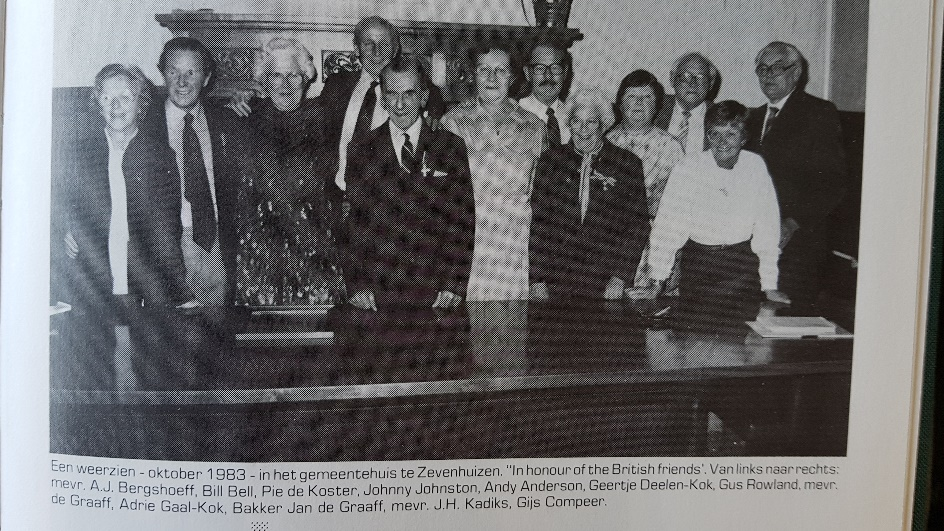 Een weerzien - oktober 1983 - in het gemeentehuis te Zevenhuizen. "In honour of the British friends'. Van links naar rechts:
mevr. A.J. Bergshoeff, Bill Bell, Pie de Koster, Johnny Johnston, Andy Anderson, Geertje Deelen-Kok, Gus Rowland, mevr.
de Graaff, Adrie Gaal-Kok, Bakker Jan de Graaff, mevr. J.H. Kadiks, Gijs Compeer.